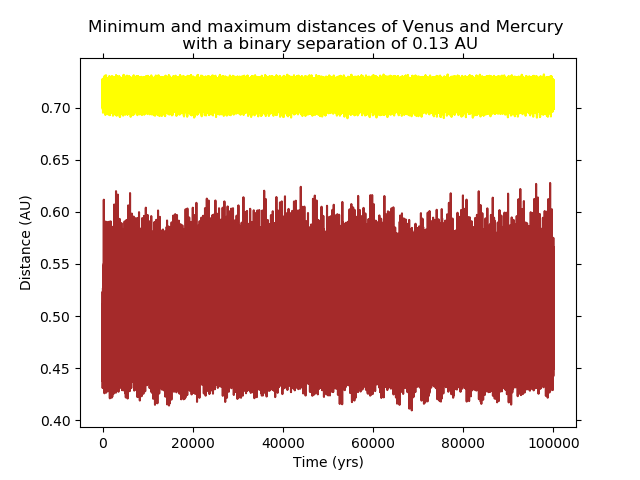 Minimum and maximum distances of Venus and Mercury
with a binary separation of 0.13 AU
0.70
0.65
0.60
0.55
0.50
0.45
0.40
Distance (AU)
0 20000 40000 60000 80000 100000
Time (yrs)